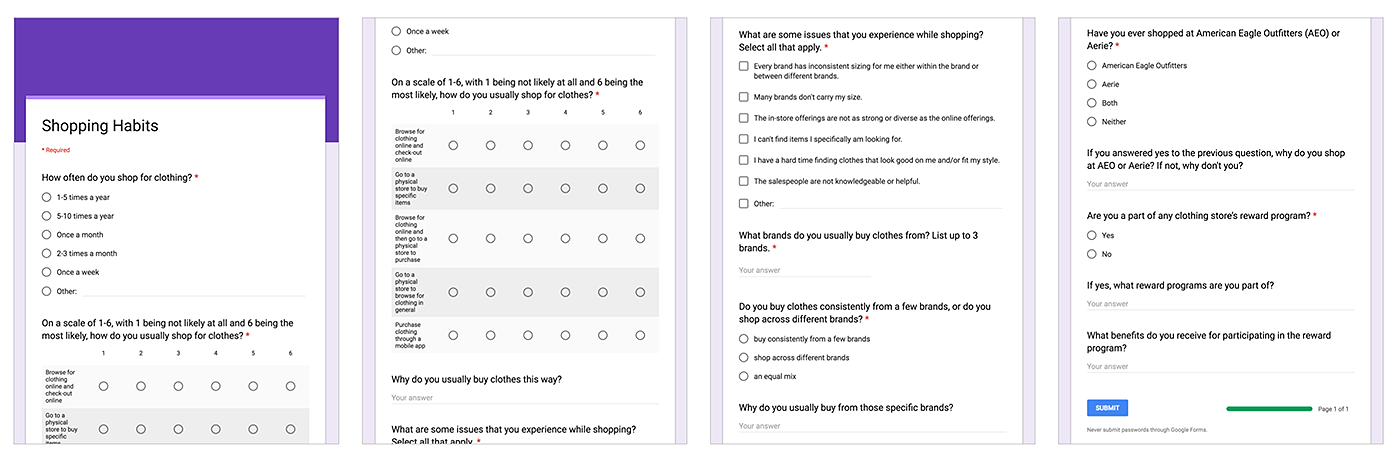 Shopping Habits
* Required
How often do you shop for clothing? *
1-5 times a year
5-10 times a year
Once a month
2-3 times a month
Once a week
Other:
On a scale of 1-6, with 1 being not likely at all and 6 being the
most likely, how do you usually shop for clothes? *
1 2 3 4 5 6
Browse for
clothing
online and
check-out
online
Go to a
physical
store to buy
specific
items
Once a week
Other:
On a scale of 1-6, with 1 being not likely at all and 6 being the
most likely, how do you usually shop for clothes? *
1 2 3 4 5 6
Browse for
clothing
online and
check-out
online
Go to a
physical
store to buy
specific
items
Browse for
clothing
online and
then go to a
physical
store to
purchase
Go to a
physical
store to
browse for
clothing in
general
Purchase
clothing
through a
mobile app
Why do you usually buy clothes this way?
Your answer
What are some issues that you experience while shopping?
Select all that apply. *
What are some issues that you experience while shopping?
Select all that apply. *
Every brand has inconsistent sizing for me either within the brand or
between different brands.
Many brands don't carry my size.
The in-store offerings are not as strong or diverse as the online offerings.
I can't find items I specifically am looking for.
I have a hard time finding clothes that look good on me and/or fit my style.
The salespeople are not knowledgeable or helpful.
Other:
What brands do you usually buy clothes from? List up to 3
brands. *
Your answer
Do you buy clothes consistently from a few brands, or do you
shop across different brands? *
buy consistently from a few brands
shop across different brands
an equal mix
Why do you usually buy from those specific brands?
Your answer
Have you ever shopped at American Eagle Outfitters (AEO) or
Aerie? *
American Eagle Outfitters
Aerie
Both
Neither
If you answered yes to the previous question, why do you shop
at AEO or Aerie? If not, why don't you?
Your answer
Are you a part of any clothing store's reward program? *
Yes
No
If yes, what reward programs are you part of?
Your answer
What benefits do you receive for participating in the reward
program?
Your answer
SUBMIT
Page 1 of 1
Never submit passwords through Google Forms.